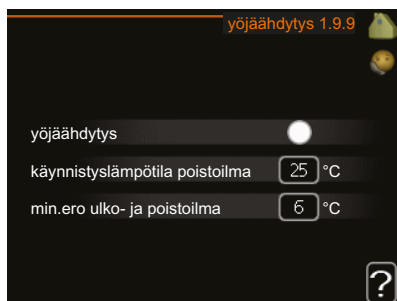 yöjäähdytys 1.9.9
yöjäähdytys
käynnistyslämpötila poistoilma 25 °C
min.ero ulko- ja poistoilma 6 °C
?